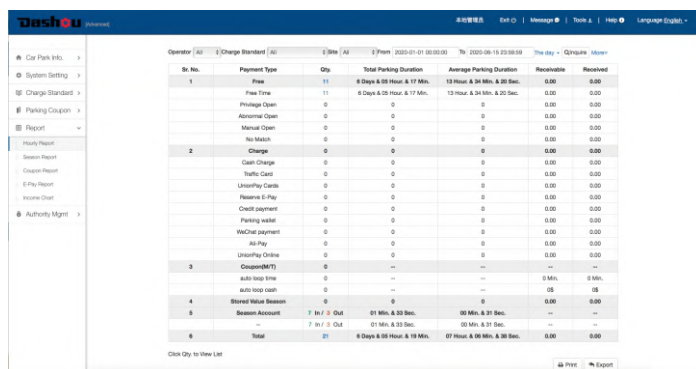 Dashou (Advanced) 本地管理员 Exit | Message | Tools | Help Language English
Operator All Charge Standard All Site All From 2020-01-01 00:00:00 To 2020-06-15 23:59:59 The day Inquire More
Car Park Info.
System Setting
Charge Standard
Parking Coupon
Report
Hourly Report
Season Report
Coupon Report
E-Pay Report
Income Chart
Authority Mgmt
Sr. No. Payment Type Qty. Total Parking Duration Average Parking Duration Receivable Received
1 Free 11 6 Days & 05 Hour. & 17 Min. 13 Hour. & 34 Min. & 20 Sec. 0.00 0.00
Free Time 11 6 Days & 05 Hour. & 17 Min. 13 Hour. & 34 Min. & 20 Sec. 0.00 0.00
Privilege Open 0 0 0 0.00 0.00
Abnormal Open 0 0 0 0.00 0.00
Manual Open 0 0 0 0.00 0.00
No Match 0 0 0 0.00 0.00
2 Charge 0 0 0 0.00 0.00
Cash Charge 0 0 0 0.00 0.00
Traffic Card 0 0 0 0.00 0.00
UnionPay Cards 0 0 0 0.00 0.00
Reserve E-Pay 0 0 0 0.00 0.00
Credit payment 0 0 0 0.00 0.00
Parking wallet 0 0 0 0.00 0.00
WeChat payment 0 0 0 0.00 0.00
Ali-Pay 0 0 0 0.00 0.00
UnionPay Online 0 0 0 0.00 0.00
3 Coupon(M/T) 0 -- -- -- --
auto loop time 0 -- -- 0 Min. 0 Min.
auto loop cash 0 -- -- 0$ 0$
4 Stored Value Season 0 0 0 0.00 0.00
5 Season Account 7 In / 3 Out 01 Min. & 33 Sec. 00 Min. & 31 Sec. -- --
-- 7 In / 3 Out 01 Min. & 33 Sec. 00 Min. & 31 Sec.
6 Total 21 6 Days & 05 Hour. & 19 Min. 07 Hour. & 06 Min. & 38 Sec. 0.00 0.00
Click Qty. to View List
Print Export